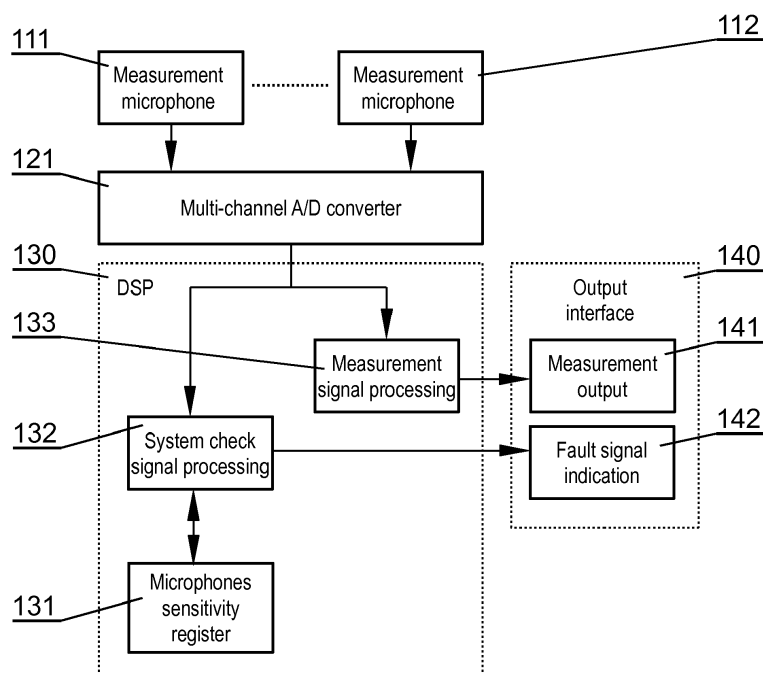 111
112
Measurement
microphone
Measurement
microphone
121
Multi-channel A/D converter
130
DSP
140
Output
interface
133
Measurement
signal processing
141
Measurement
output
132
System check
signal processing
142
Fault signal
indication
131
Microphones
sensitivity
register